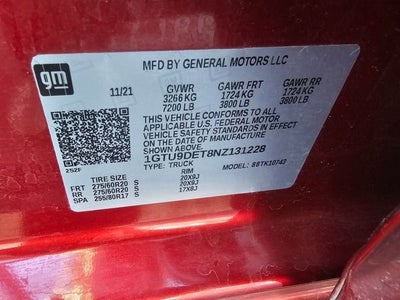 gm
MFD BY GENERAL MOTORS LLC
11/21 GVWR GAWR FRT GAWR RR
3266 KG 1724 KG 1724 KG
7200 LB 3800 LB 3800 LB
THIS VEHICLE CONFORMS TO ALL
APPLICABLE U.S. FEDERAL MOTOR
VEHICLE SAFETY STANDARDS IN EFFECT
ON THE DATE OF MANUFACTURE SHOWN ABOVE.
1GTU9DET8NZ131228
TYPE: TRUCK MODEL:
252F
TIRE SIZE RIM
FRT 275/60R20 S 20X9J
RR 275/60R20 S 20X9J
SPA 255/80R17 S 17X8J